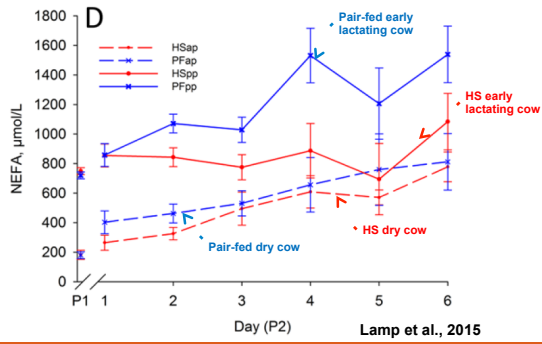 D
1800
1600
1400
1200
1000
800
600
400
200
0
NEFA, µmol/L
HSap
PFap
HSpp
PFpp
Pair-fed early
lactating cow
HS early
lactating cow
Pair-fed dry cow
HS dry cow
P1 1 2 3 4 5 6
Day (P2)
Lamp et al., 2015